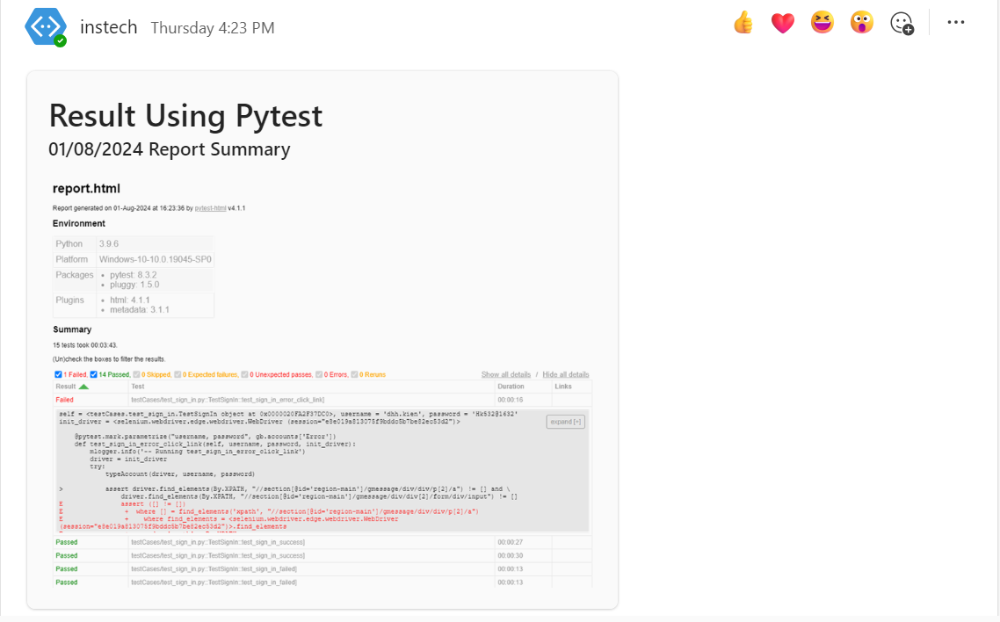 instech Thursday 4:23 PM
Result Using Pytest
01/08/2024 Report Summary
report.html
Report generated on 01-Aug-2024 at 16:23:36 by pytest-html v4.1.1
Environment
Python 3.9.6
Platform Windows-10-10.0.19045-SP0
Packages • pytest: 8.3.2
• pluggy: 1.5.0
Plugins • html: 4.1.1
• metadata: 3.1.1
Summary
15 tests took 00:03:43.
(Un)check the boxes to filter the results.
1 Failed, 14 Passed, 0 Skipped, 0 Expected failures, 0 Unexpected passes, 0 Errors, 0 Reruns Show all details / Hide all details
Result Test Duration Links
Failed testCases/test_sign_in.py::TestSignIn::test_sign_in_error_click_link] 00:00:16
self = <testCases.test_sign_in.TestSignIn object at 0x0000020FA2F37DC0>, username = 'dhh.kien', password = 'Hk532@1632'
init_driver = <selenium.webdriver.edge.webdriver.WebDriver (session="e8e019a813075f9bddc5b7be82ec53d2")>
expand [+]
@pytest.mark.parametrize("username, password", gb.accounts['Error'])
def test_sign_in_error_click_link(self, username, password, init_driver):
mlogger.info('-- Running test_sign_in_error_click_link')
driver = init_driver
try:
typeAccount(driver, username, password)
> assert driver.find_elements(By.XPATH, "//section[@id='region-main']/gmessage/div/div/p[2]/a") != [] and \
driver.find_elements(By.XPATH, "//section[@id='region-main']/gmessage/div/div[2]/form/div/input") != []
E assert ([] != [])
E + where [] = find_elements('xpath', "//section[@id='region-main']/gmessage/div/div/p[2]/a")
E + where find_elements = <selenium.webdriver.edge.webdriver.WebDriver
(session="e8e019a813075f9bddc5b7be82ec53d2")>.find_elements
Passed testCases/test_sign_in.py::TestSignIn::test_sign_in_success] 00:00:27
Passed testCases/test_sign_in.py::TestSignIn::test_sign_in_success] 00:00:30
Passed testCases/test_sign_in.py::TestSignIn::test_sign_in_failed] 00:00:13
Passed testCases/test_sign_in.py::TestSignIn::test_sign_in_failed] 00:00:13